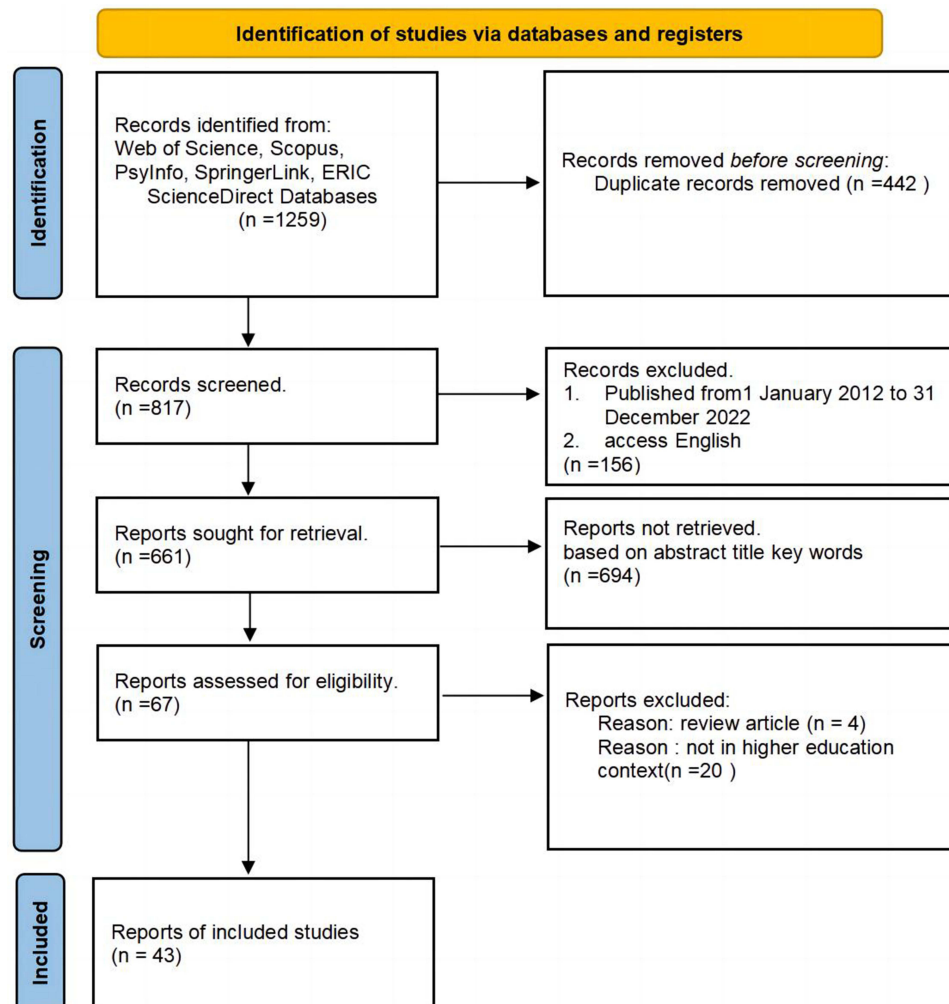 Identification of studies via databases and registers
Identification
Records identified from:
Web of Science, Scopus,
PsyInfo, SpringerLink, ERIC
ScienceDirect Databases
(n =1259)
Records removed before screening:
Duplicate records removed (n =442 )
Screening
Records screened.
(n =817)
Records excluded.
1. Published from1 January 2012 to 31
December 2022
2. access English
(n =156)
Reports sought for retrieval.
(n =661)
Reports not retrieved.
based on abstract title key words
(n =694)
Reports assessed for eligibility.
(n =67)
Reports excluded:
Reason: review article (n = 4)
Reason : not in higher education
context(n =20 )
Included
Reports of included studies
(n = 43)